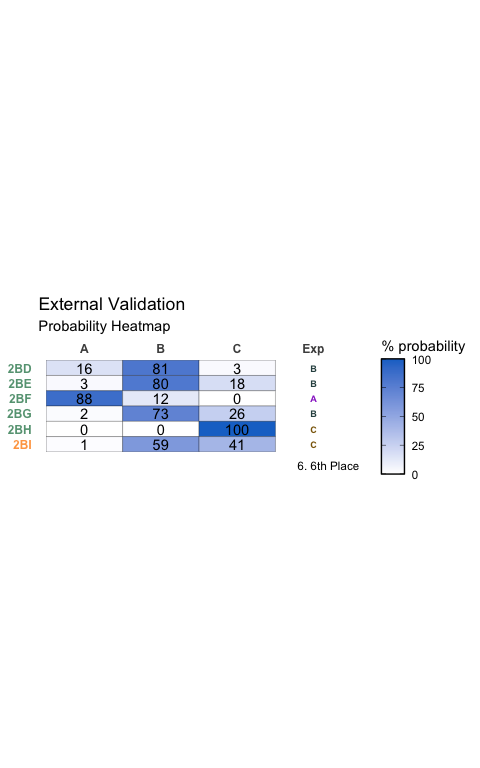 External Validation
Probability Heatmap
A B C Exp
2BD 16 81 3 B
2BE 3 80 18 B
2BF 88 12 0 A
2BG 2 73 26 B
2BH 0 0 100 C
2BI 1 59 41 C
6. 6th Place
% probability
100
75
50
25
0